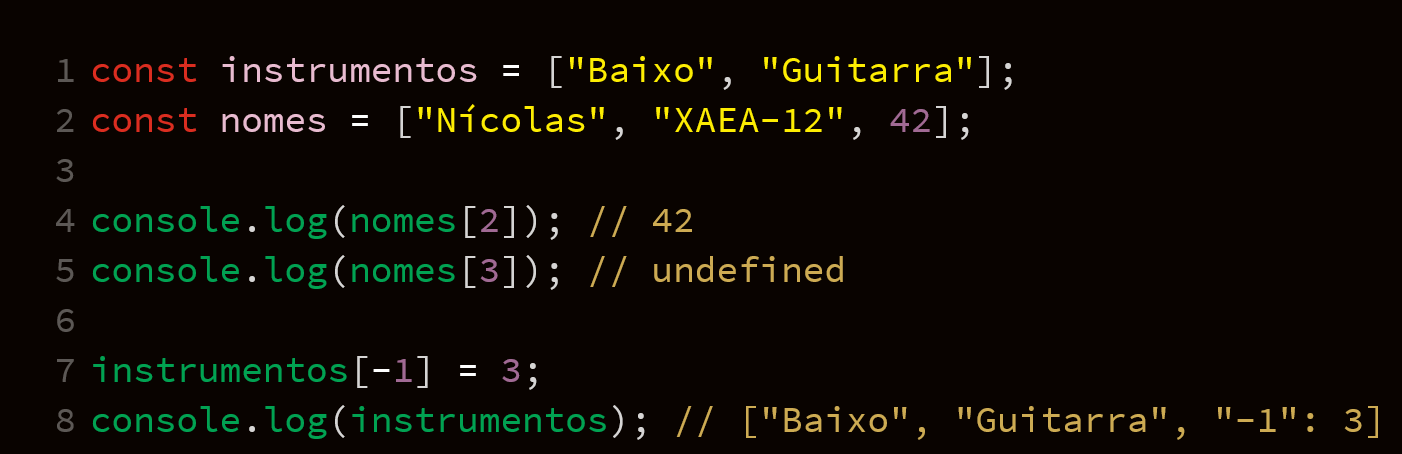 1 const instrumentos = ["Baixo", "Guitarra"];
2 const nomes = ["Nícolas", "XAEA-12", 42];
3
4 console.log(nomes[2]); // 42
5 console.log(nomes[3]); // undefined
6
7 instrumentos[-1] = 3;
8 console.log(instrumentos); // ["Baixo", "Guitarra", "-1": 3]